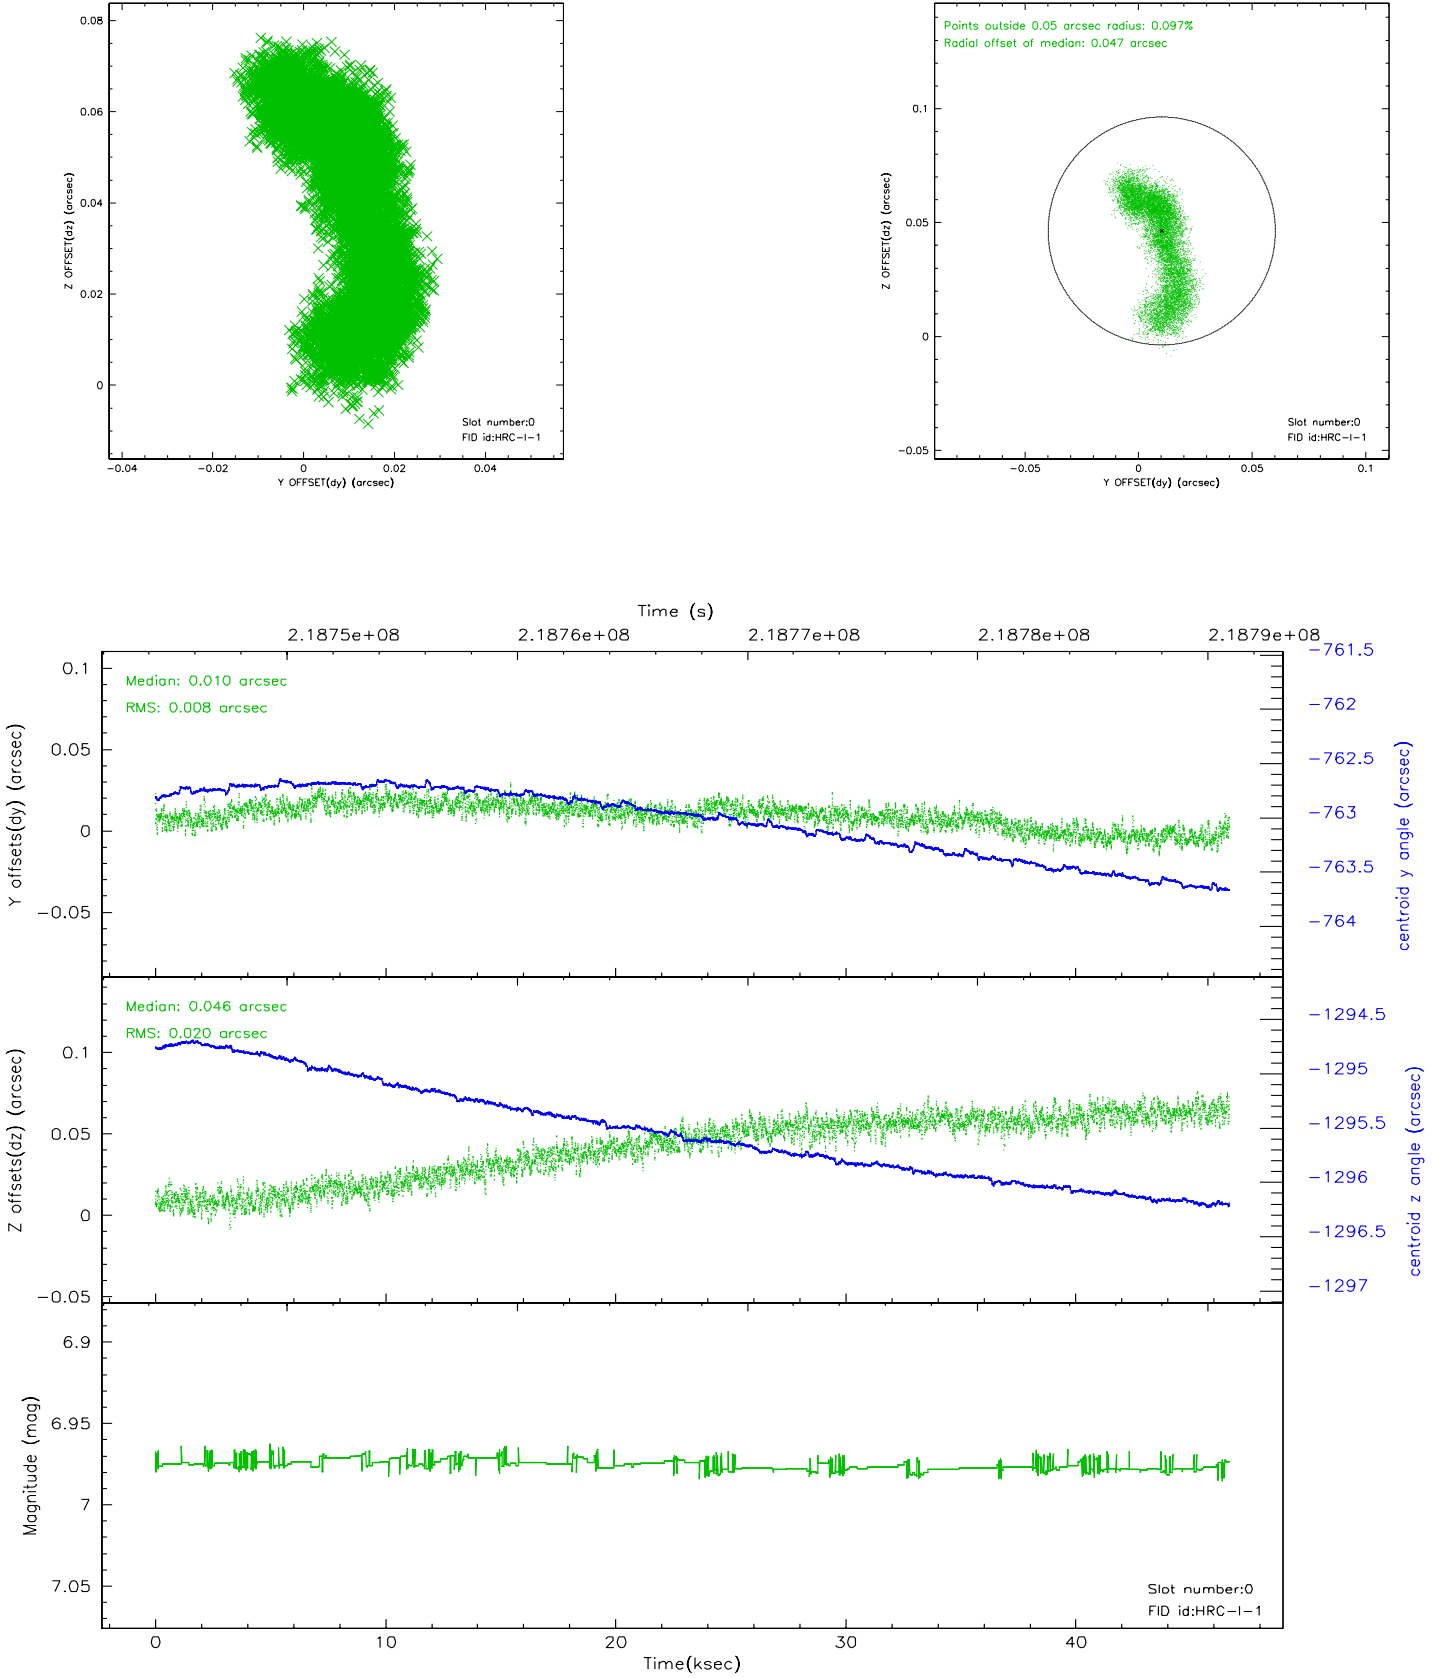 0.08
0.06
0.04
0.02
0
Z OFFSET(dz) (arcsec)
Slot number:0
FID id:HRC-I-1
-0.04 -0.02 0 0.02 0.04
Y OFFSET(dy) (arcsec)
Points outside 0.05 arcsec radius: 0.097%
Radial offset of median: 0.047 arcsec
0.1
0.05
0
-0.05
Z OFFSET(dz) (arcsec)
Slot number:0
FID id:HRC-I-1
-0.05 0 0.05 0.1
Y OFFSET(dy) (arcsec)
Time (s)
2.1875e+08 2.1876e+08 2.1877e+08 2.1878e+08 2.1879e+08
Median: 0.010 arcsec
RMS: 0.008 arcsec
0.1
0.05
0
-0.05
Y offsets(dy) (arcsec)
-761.5
-762
-762.5
-763
-763.5
-764
centroid y angle (arcsec)
Median: 0.046 arcsec
RMS: 0.020 arcsec
0.1
0.05
0
-0.05
Z offsets(dz) (arcsec)
-1294.5
-1295
-1295.5
-1296
-1296.5
-1297
centroid z angle (arcsec)
6.9
6.95
7
7.05
Magnitude (mag)
Slot number:0
FID id:HRC-I-1
0 10 20 30 40
Time(ksec)